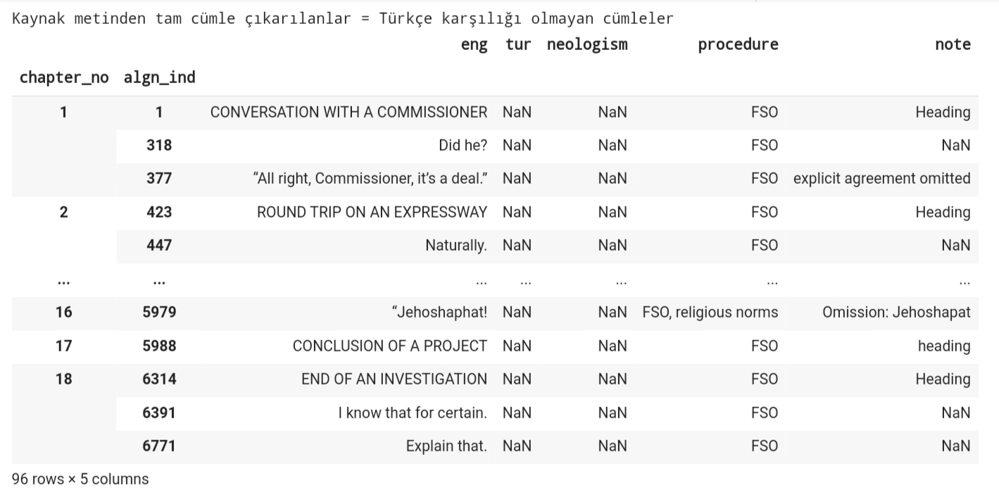 Kaynak metinden tam cümle çıkarılanlar = Türkçe karşılığı olmayan cümleler
eng tur neologism procedure note
chapter_no algn_ind
1 1 CONVERSATION WITH A COMMISSIONER NaN NaN FSO Heading
318 Did he? NaN NaN FSO NaN
377 “All right, Commissioner, it’s a deal.” NaN NaN FSO explicit agreement omitted
2 423 ROUND TRIP ON AN EXPRESSWAY NaN NaN FSO Heading
447 Naturally. NaN NaN FSO NaN
... ... ... ... ... ... ...
16 5979 “Jehoshaphat! NaN NaN FSO, religious norms Omission: Jehoshapat
17 5988 CONCLUSION OF A PROJECT NaN NaN FSO heading
18 6314 END OF AN INVESTIGATION NaN NaN FSO Heading
6391 I know that for certain. NaN NaN FSO NaN
6771 Explain that. NaN NaN FSO NaN
96 rows × 5 columns